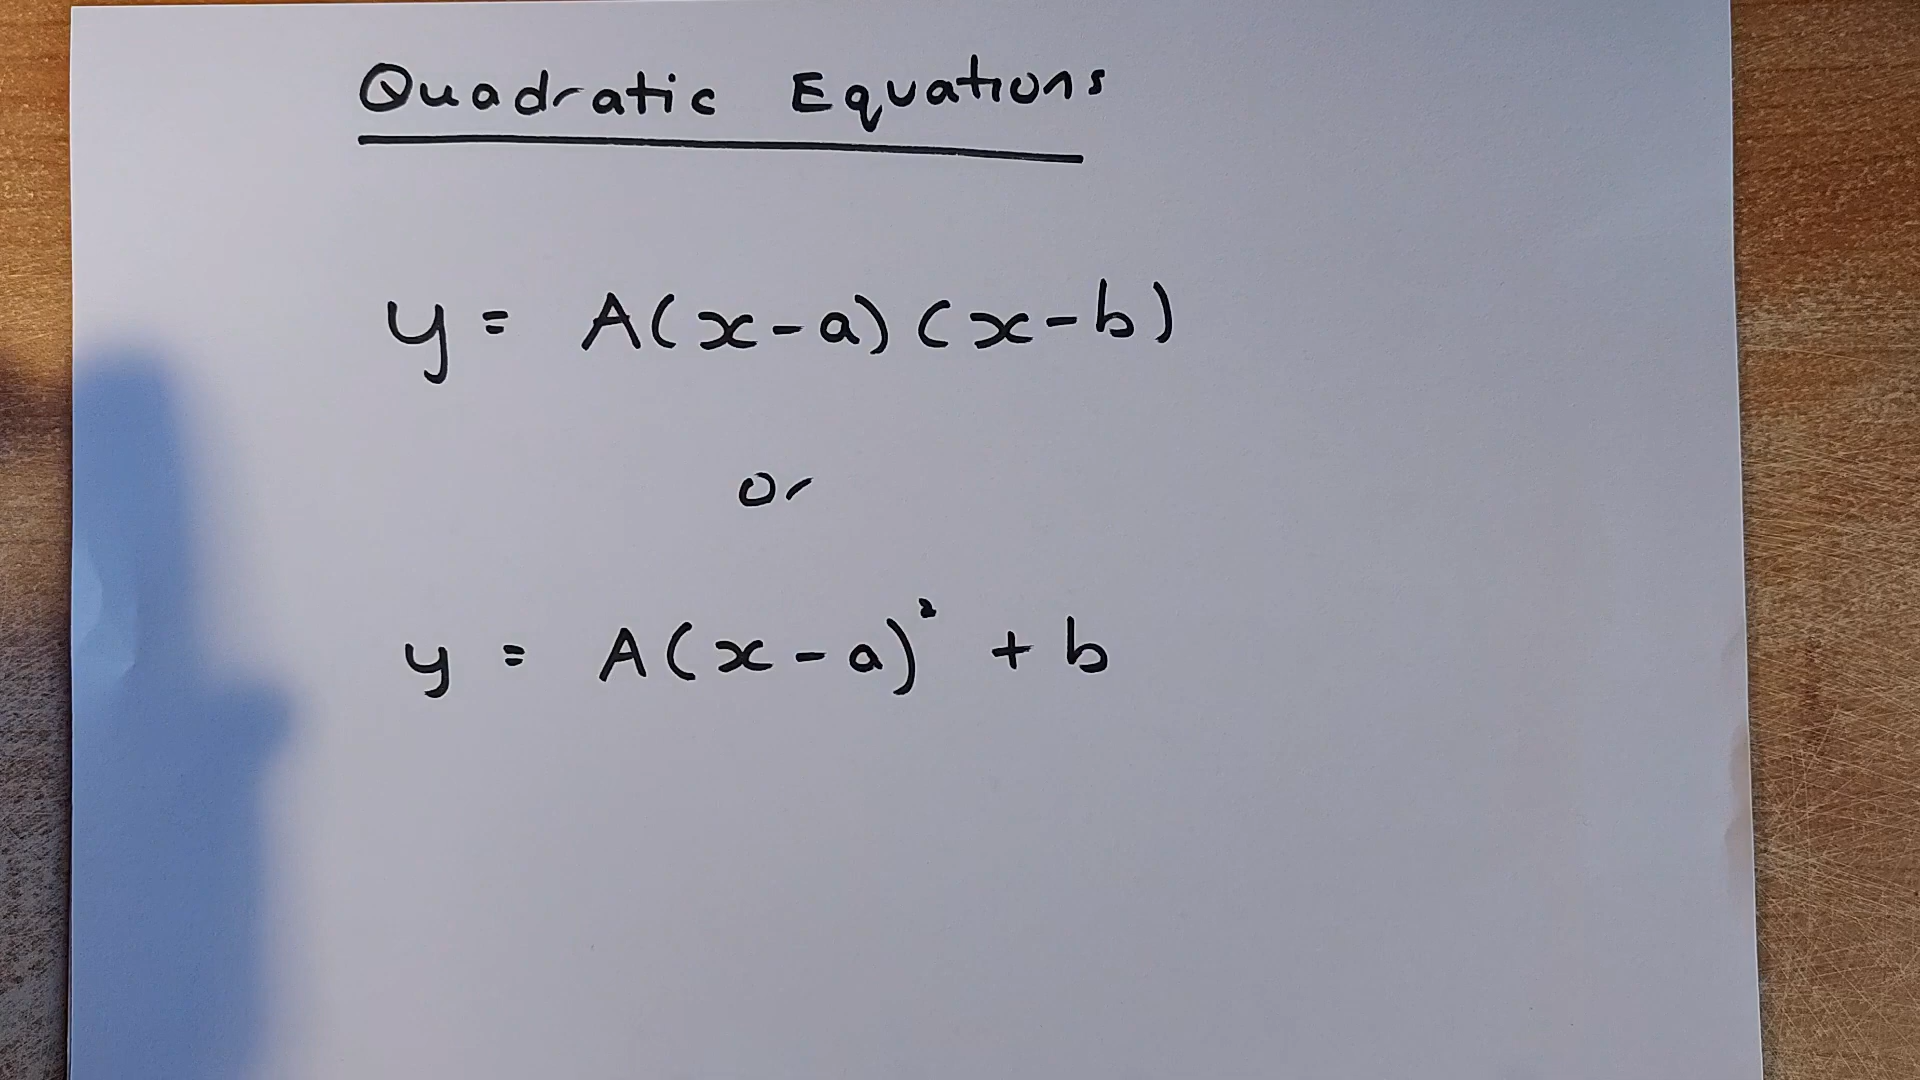 Quadratic Equations
y = A(x-a)(x-b)
or
y = A(x-a)² + b